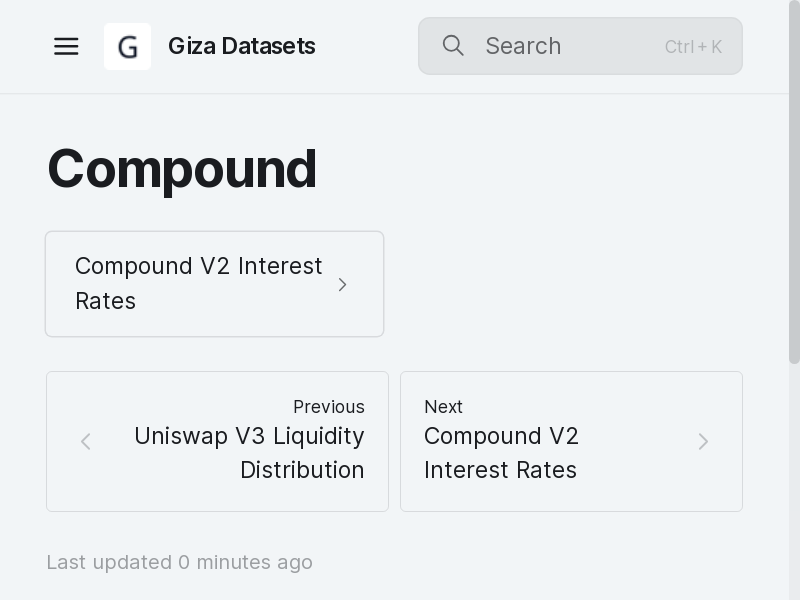 G Giza Datasets
Search Ctrl + K
Compound
Compound V2 Interest
Rates
Previous
Uniswap V3 Liquidity
Distribution
Next
Compound V2
Interest Rates
Last updated 0 minutes ago